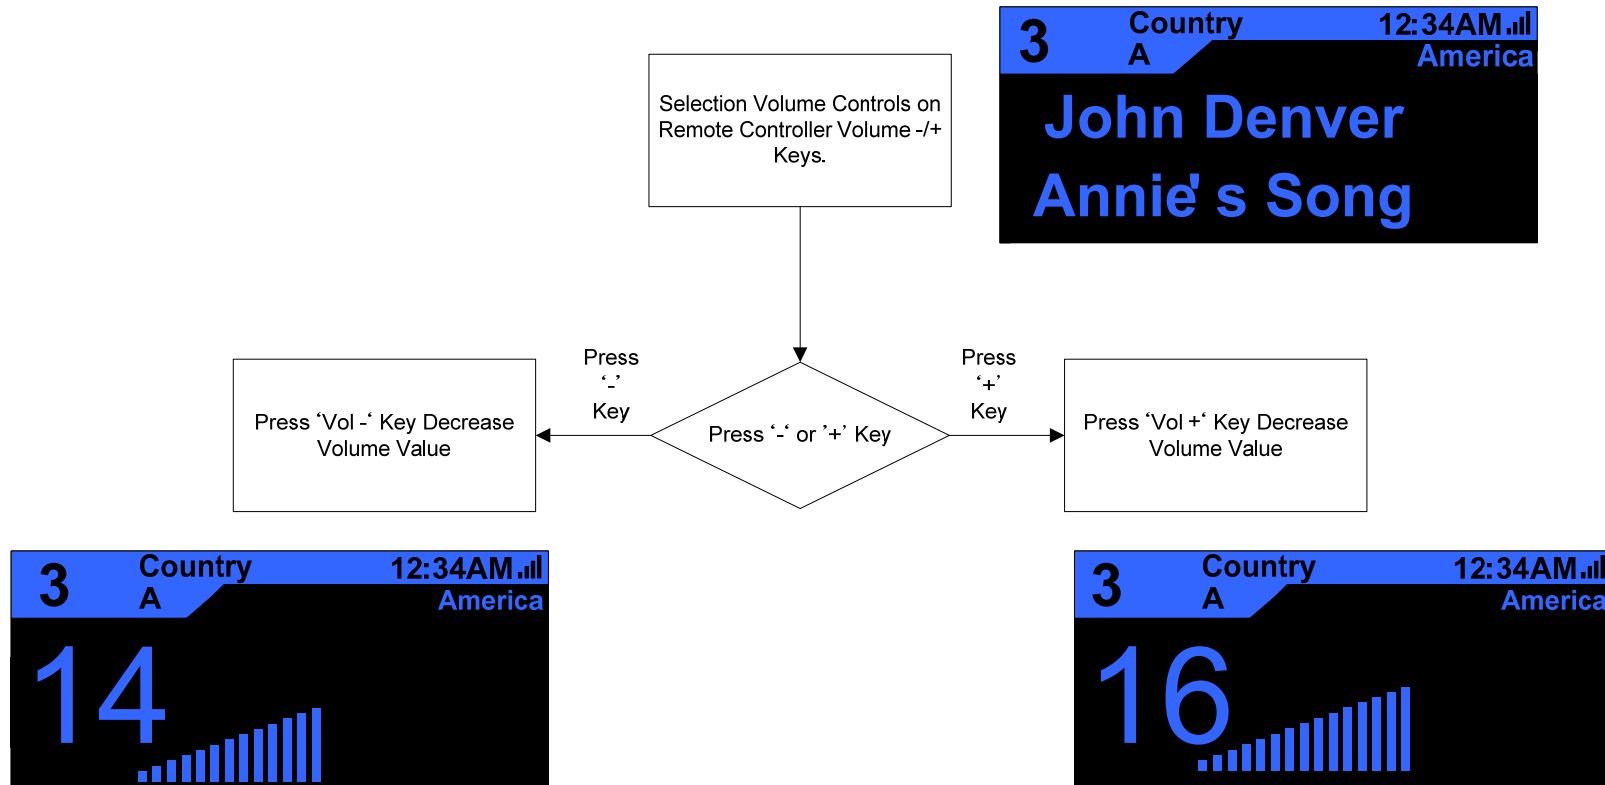 3 Country 12:34AM
A America
John Denver
Annie's Song
Selection Volume Controls on
Remote Controller Volume -/+
Keys.
Press
‘-’
Key
Press
‘+’
Key
Press ‘Vol -‘ Key Decrease
Volume Value
Press ‘-‘ or ’+’ Key
Press ‘Vol +‘ Key Decrease
Volume Value
3 Country 12:34AM
A America
14
3 Country 12:34AM
A America
16